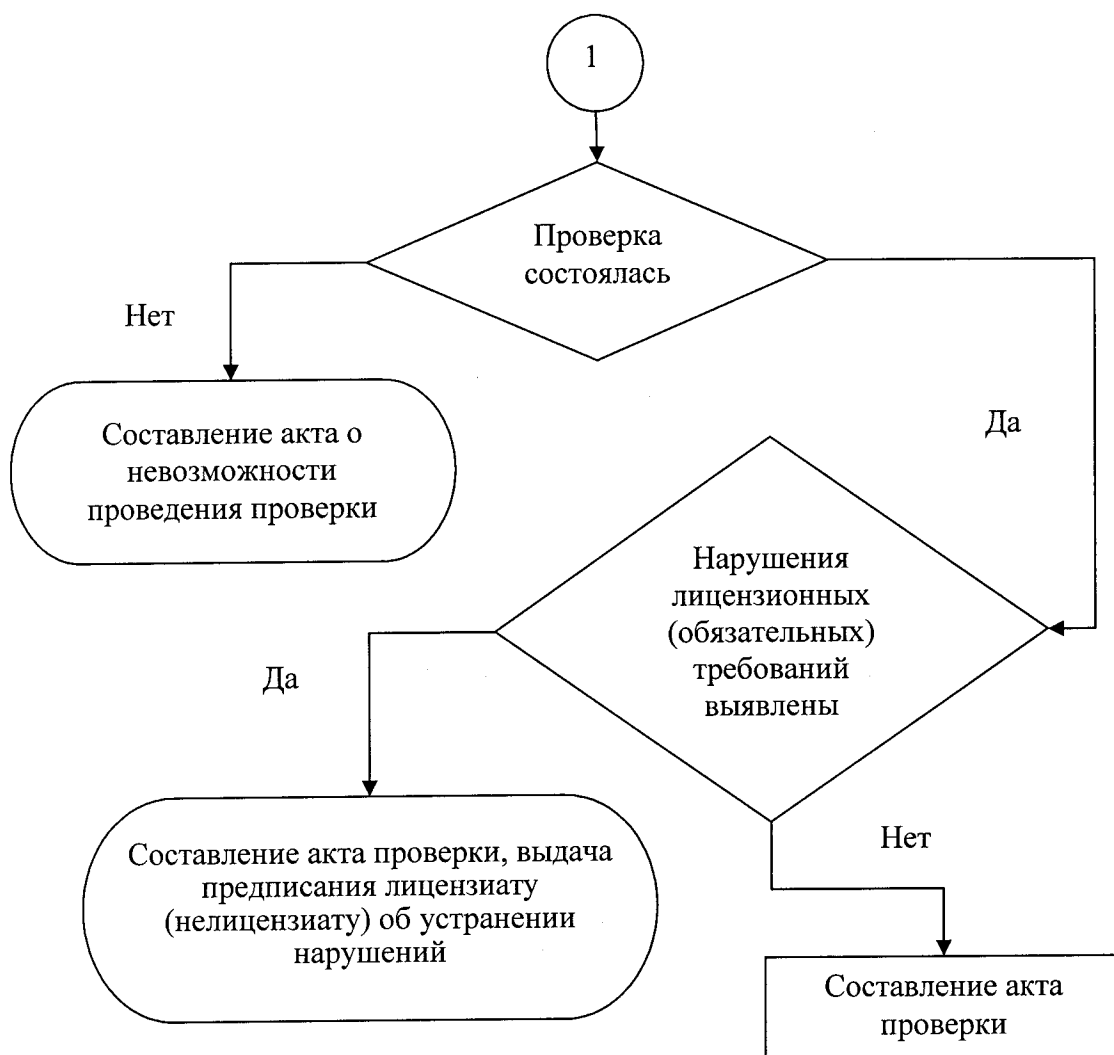 1
Проверка
состоялась
Нет
Да
Составление акта о
невозможности
проведения проверки
Нарушения
лицензионных
(обязательных)
требований
выявлены
Да
Нет
Составление акта проверки, выдача
предписания лицензиату
(нелицензиату) об устранении
нарушений
Составление акта
проверки